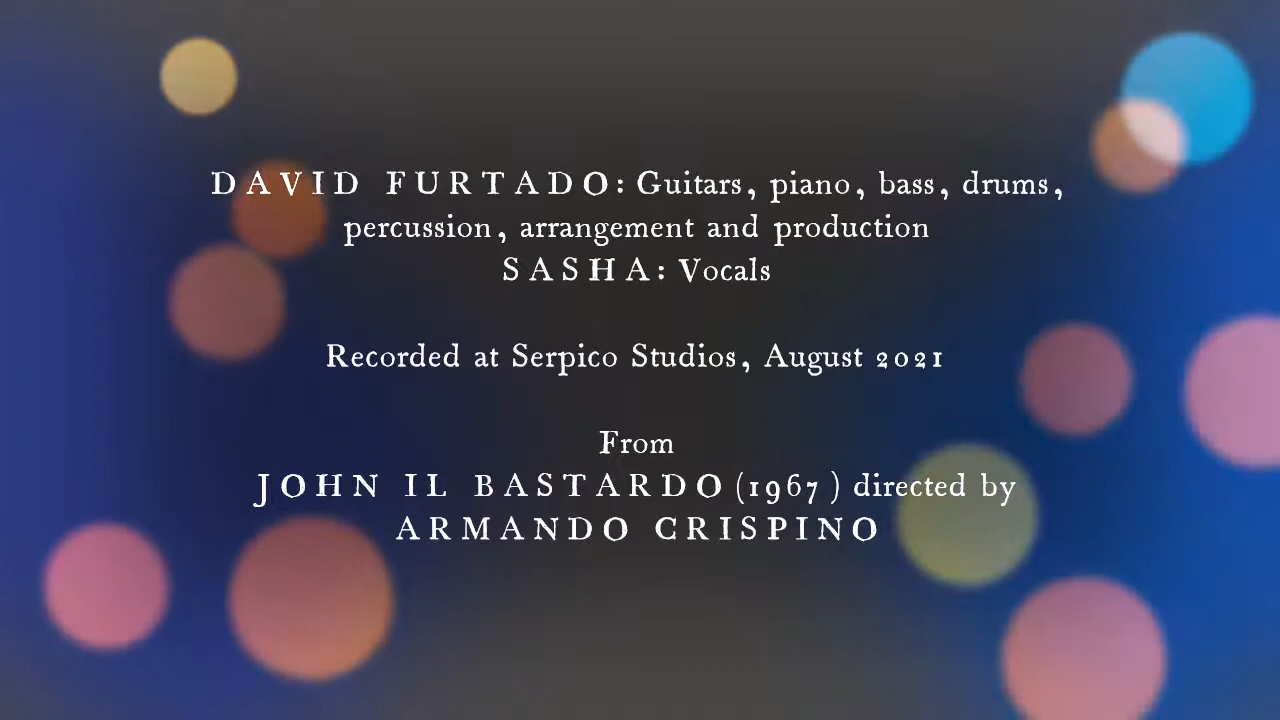 DAVID FURTADO: Guitars, piano, bass, drums,
percussion, arrangement and production
SASHA: Vocals
Recorded at Serpico Studios, August 2021
From
JOHN IL BASTARDO (1967) directed by
ARMANDO CRISPINO